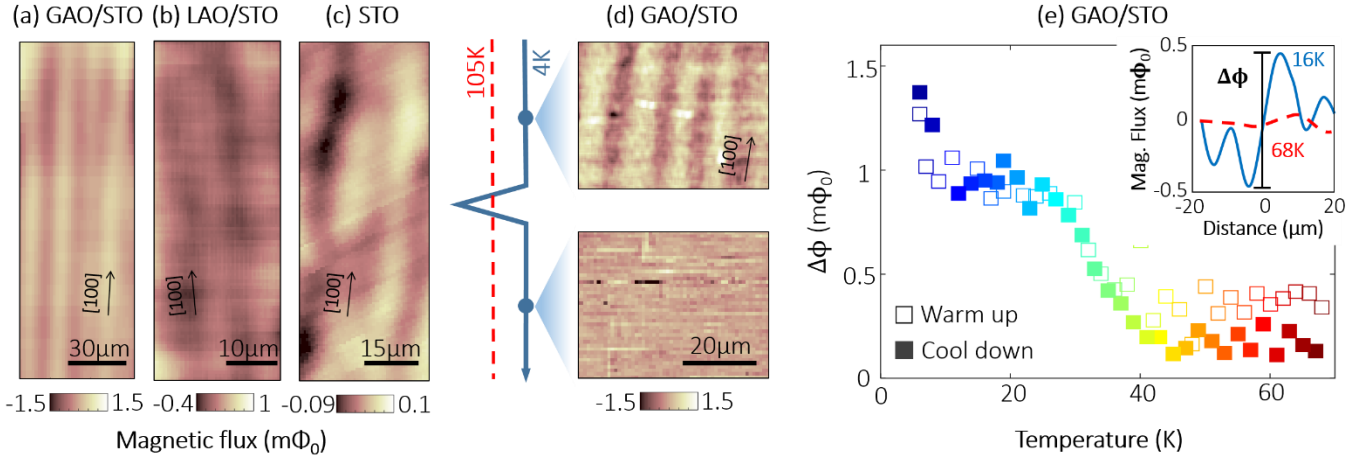 (a) GAO/STO
(b) LAO/STO
(c) STO
(d) GAO/STO
(e) GAO/STO
[100]
30µm
[100]
10µm
[100]
15µm
-1.5 1.5
-0.4 1
-0.09 0.1
Magnetic flux (mΦ₀)
105K
4K
[100]
20µm
-1.5 1.5
Δϕ (mΦ₀)
1.5
1
0.5
0
0 20 40 60
Temperature (K)
Warm up
Cool down
Mag. Flux (mΦ₀)
0.5
0
-0.5
-20 0 20
Distance (µm)
Δϕ
16K
68K